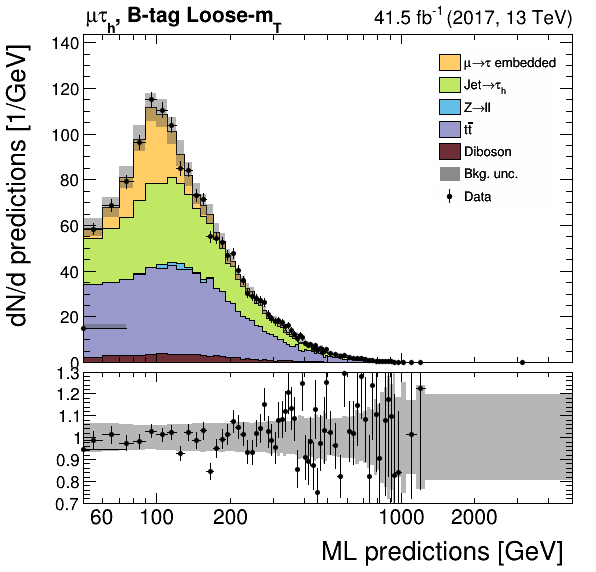 μτh, B-tag Loose-mT 41.5 fb⁻¹ (2017, 13 TeV)
dN/d predictions [1/GeV]
140
120
100
80
60
40
20
0
μ→τ embedded
Jet→τh
Z→ll
tt̄
Diboson
Bkg. unc.
Data
1.3
1.2
1.1
1
0.9
0.8
0.7
60 100 200 1000 2000
ML predictions [GeV]